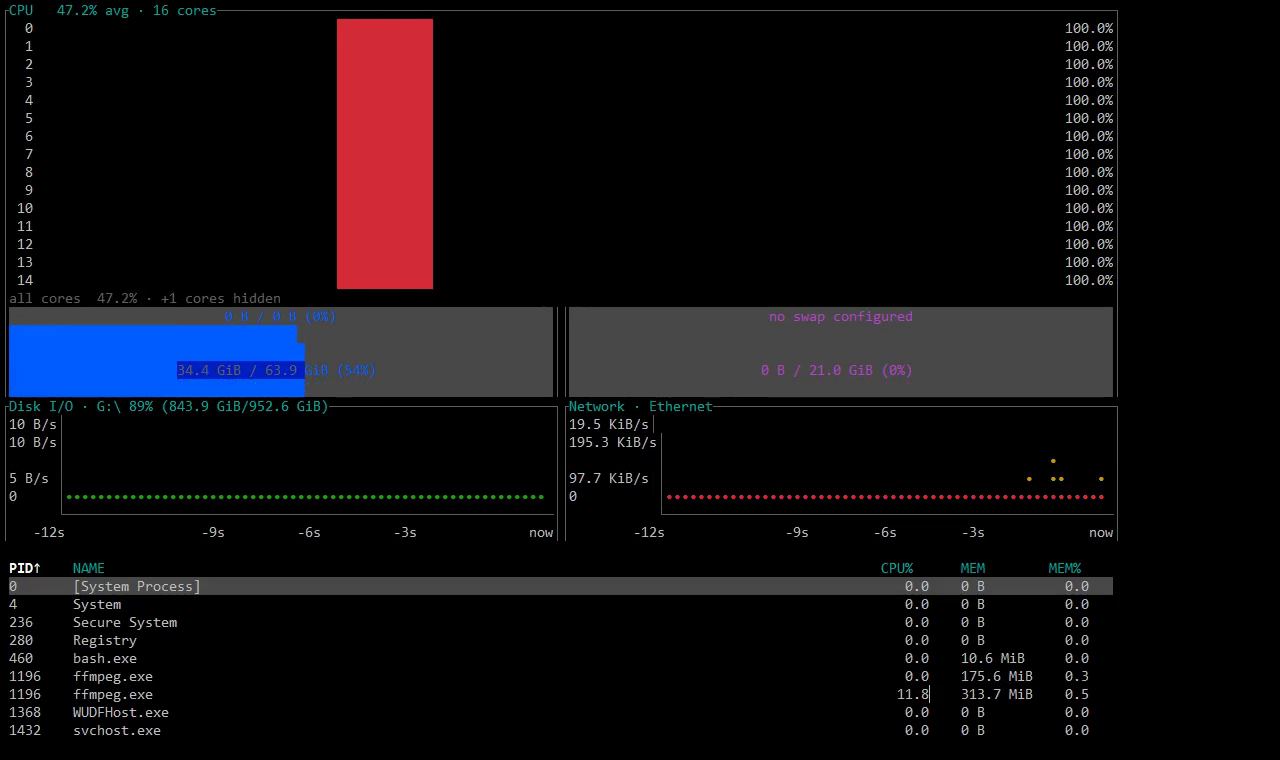 CPU 47.2% avg · 16 cores
0 100.0%
1 100.0%
2 100.0%
3 100.0%
4 100.0%
5 100.0%
6 100.0%
7 100.0%
8 100.0%
9 100.0%
10 100.0%
11 100.0%
12 100.0%
13 100.0%
14 100.0%
all cores 47.2% · +1 cores hidden
0 B / 0 B (0%) no swap configured
34.4 GiB / 63.9 GiB (54%) 0 B / 21.0 GiB (0%)
Disk I/O · G:\ 89% (843.9 GiB/952.6 GiB) Network · Ethernet
10 B/s 19.5 KiB/s
10 B/s 195.3 KiB/s
5 B/s 97.7 KiB/s
0 0
-12s -9s -6s -3s now -12s -9s -6s -3s now
PID↑ NAME CPU% MEM MEM%
0 [System Process] 0.0 0 B 0.0
4 System 0.0 0 B 0.0
236 Secure System 0.0 0 B 0.0
280 Registry 0.0 0 B 0.0
460 bash.exe 0.0 10.6 MiB 0.0
1196 ffmpeg.exe 0.0 175.6 MiB 0.3
1196 ffmpeg.exe 11.8 313.7 MiB 0.5
1368 WUDFHost.exe 0.0 0 B 0.0
1432 svchost.exe 0.0 0 B 0.0